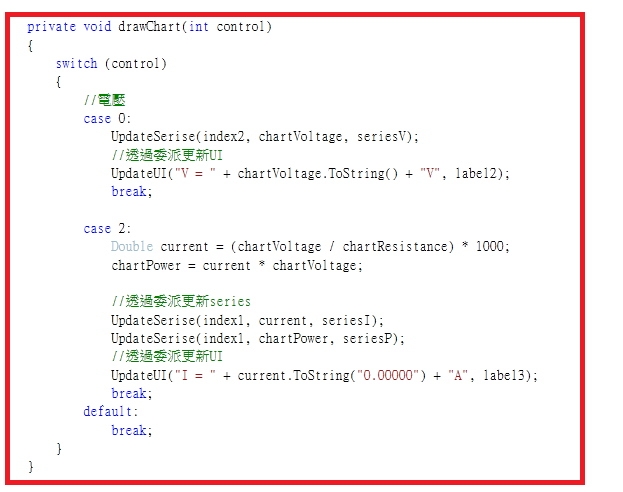 private void drawChart(int control)
{
    switch (control)
    {
        //電壓
        case 0:
            UpdateSerise(index2, chartVoltage, seriesV);
            //透過委派更新UI
            UpdateUI("V = " + chartVoltage.ToString() + "V", label2);
            break;

        case 2:
            Double current = (chartVoltage / chartResistance) * 1000;
            chartPower = current * chartVoltage;

            //透過委派更新series
            UpdateSerise(index1, current, seriesI);
            UpdateSerise(index1, chartPower, seriesP);
            //透過委派更新UI
            UpdateUI("I = " + current.ToString("0.00000") + "A", label3);
            break;
        default:
            break;
    }
}